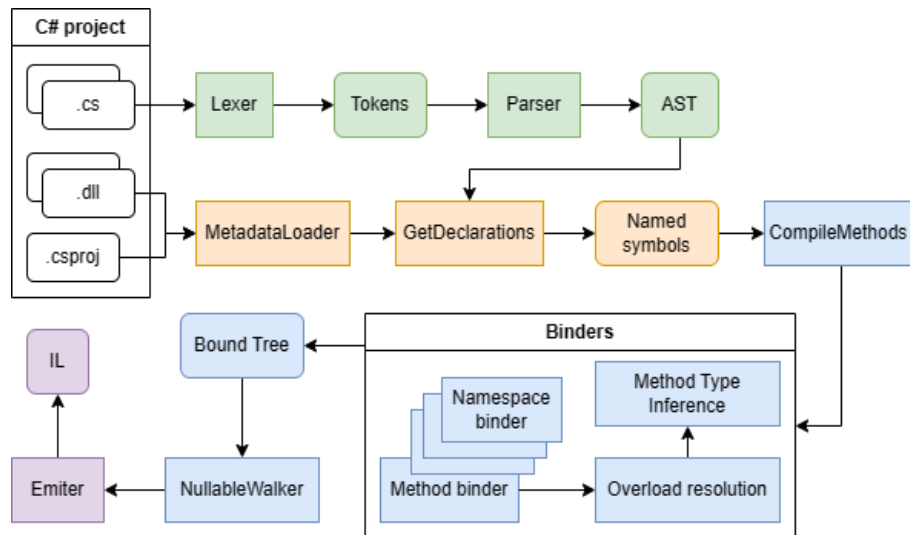 C# project
.cs
Lexer
Tokens
Parser
AST
.dll
MetadataLoader
GetDeclarations
Named
symbols
CompileMethods
.csproj
Binders
IL
Bound Tree
Namespace
binder
Method Type
Inference
Emiter
NullableWalker
Method binder
Overload resolution